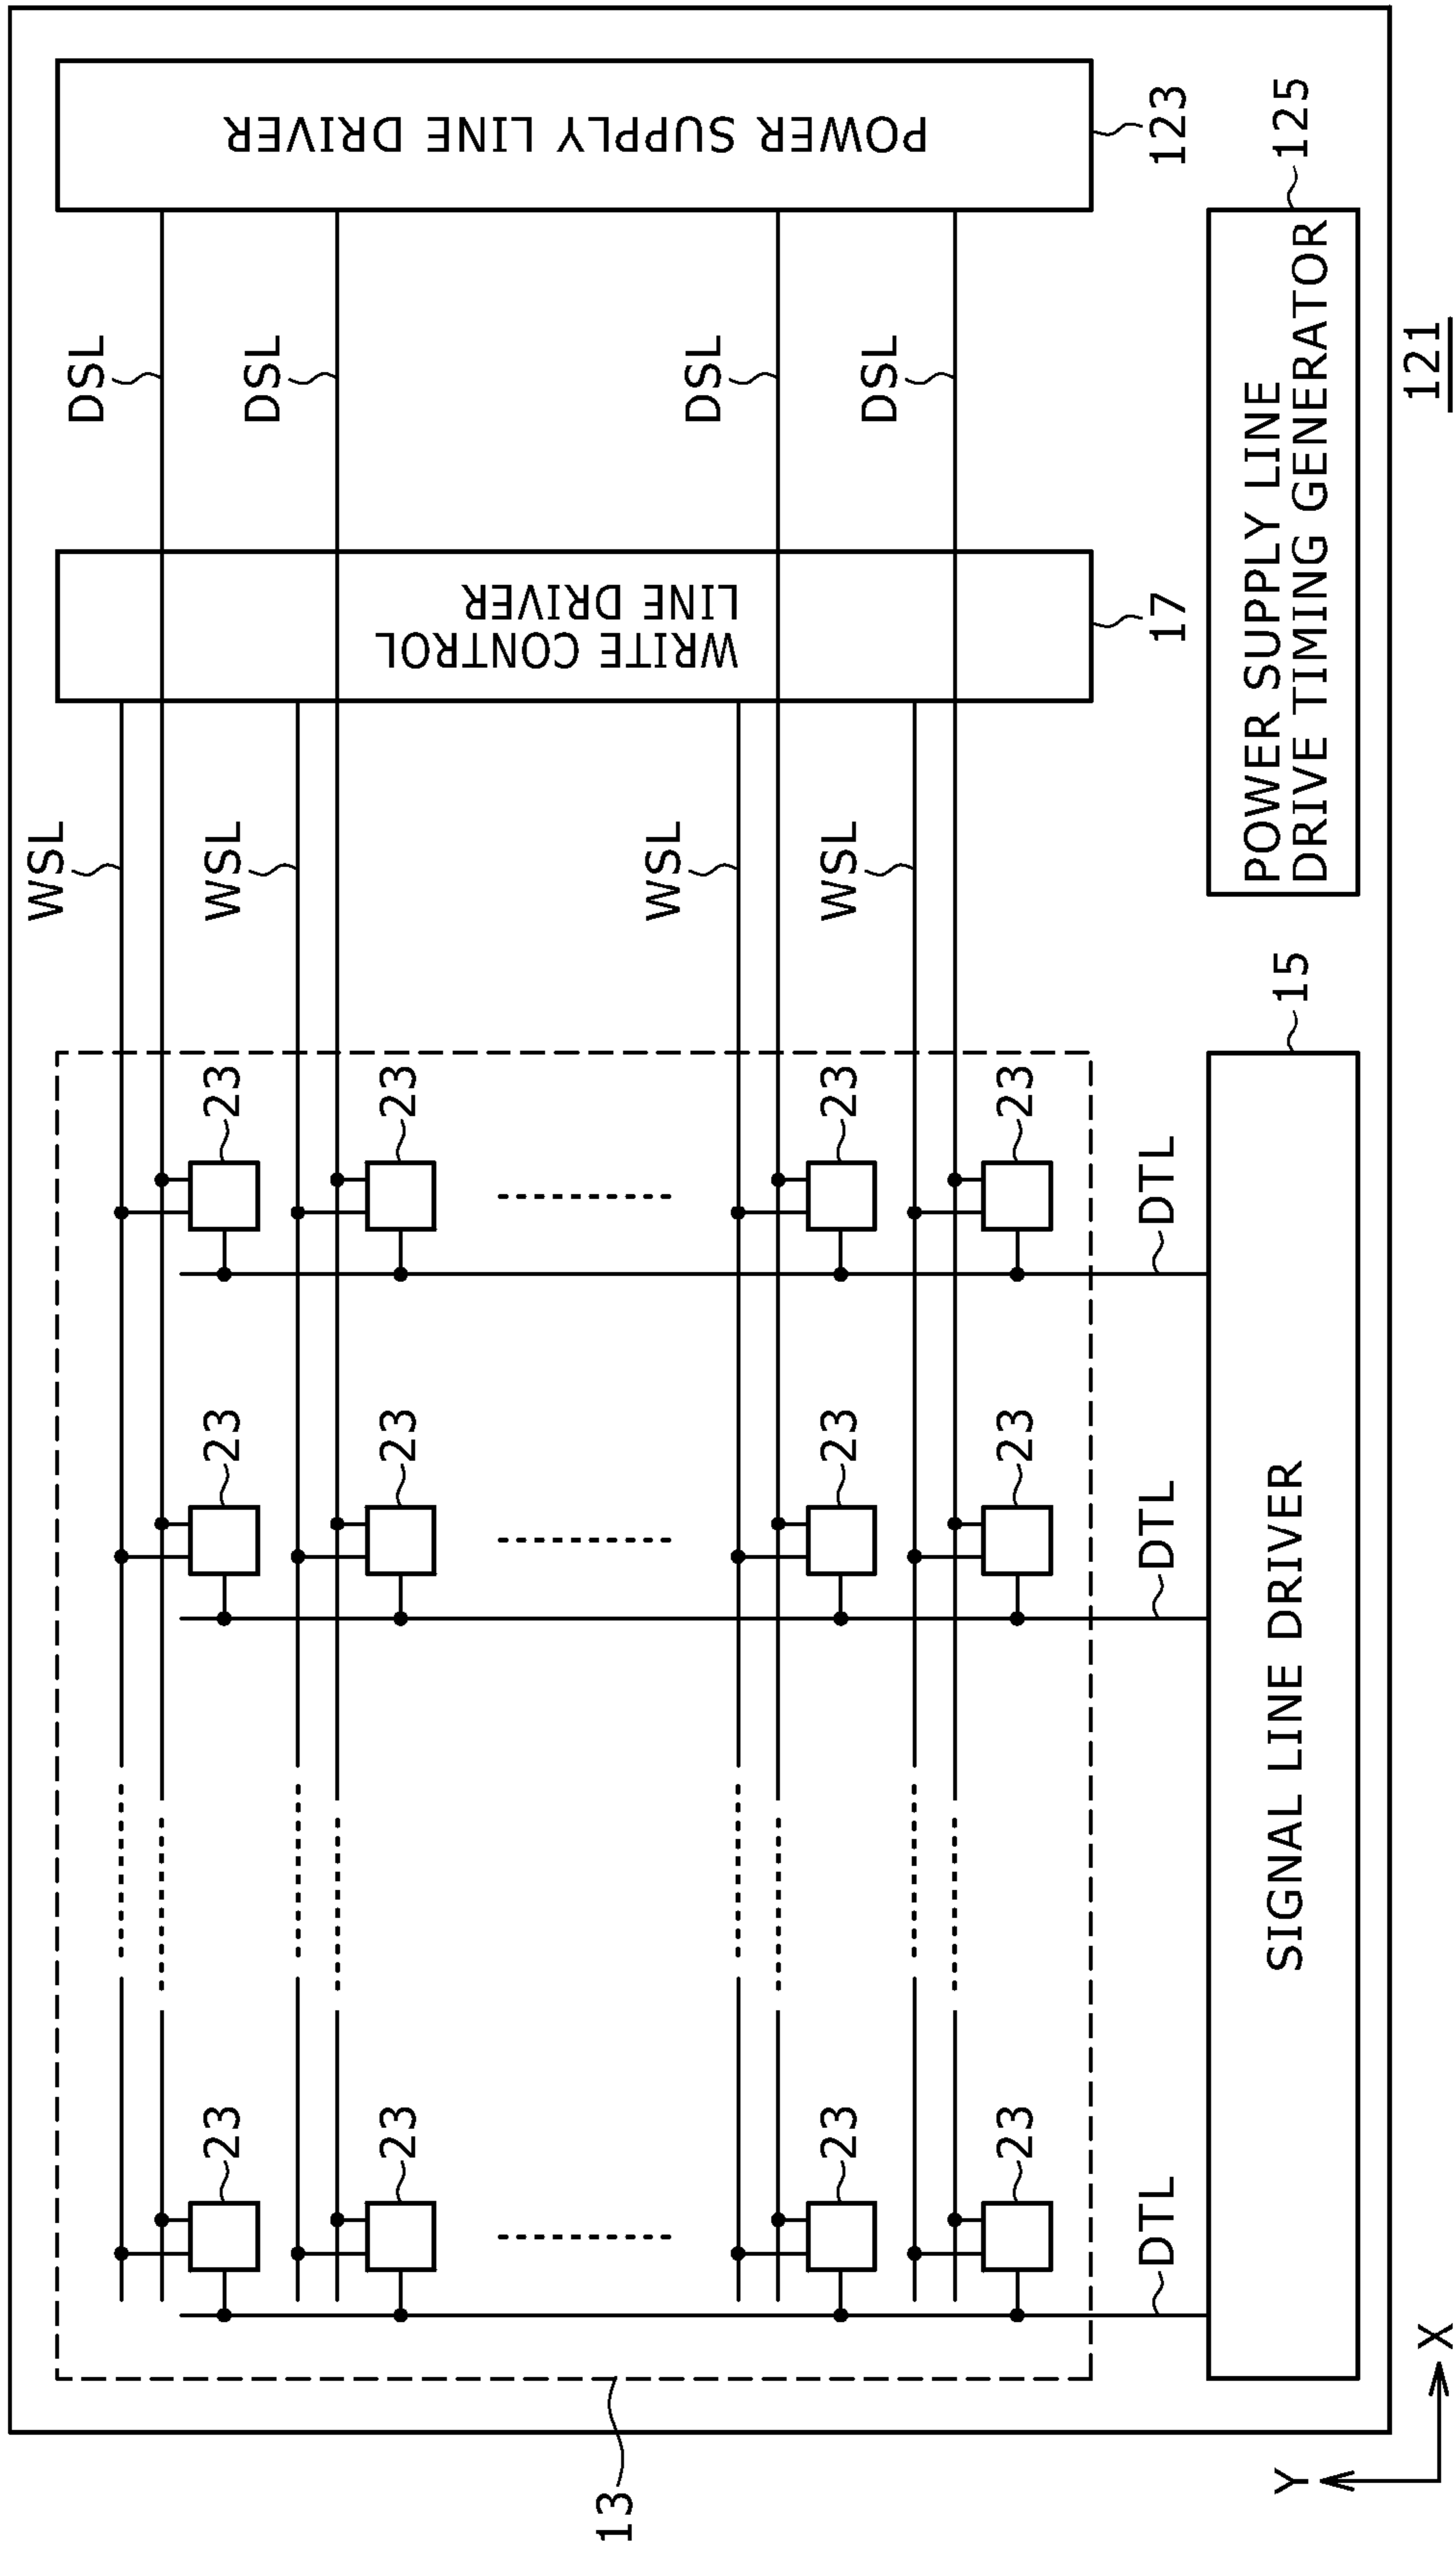 POWER SUPPLY LINE DRIVER
123
DSL
DSL
DSL
DSL
WRITE CONTROL
LINE DRIVER
17
POWER SUPPLY LINE
DRIVE TIMING GENERATOR
125
121
WSL
WSL
WSL
WSL
23
23
23
23
DTL
15
23
23
23
23
DTL
SIGNAL LINE DRIVER
23
23
23
23
DTL
13
X
Y